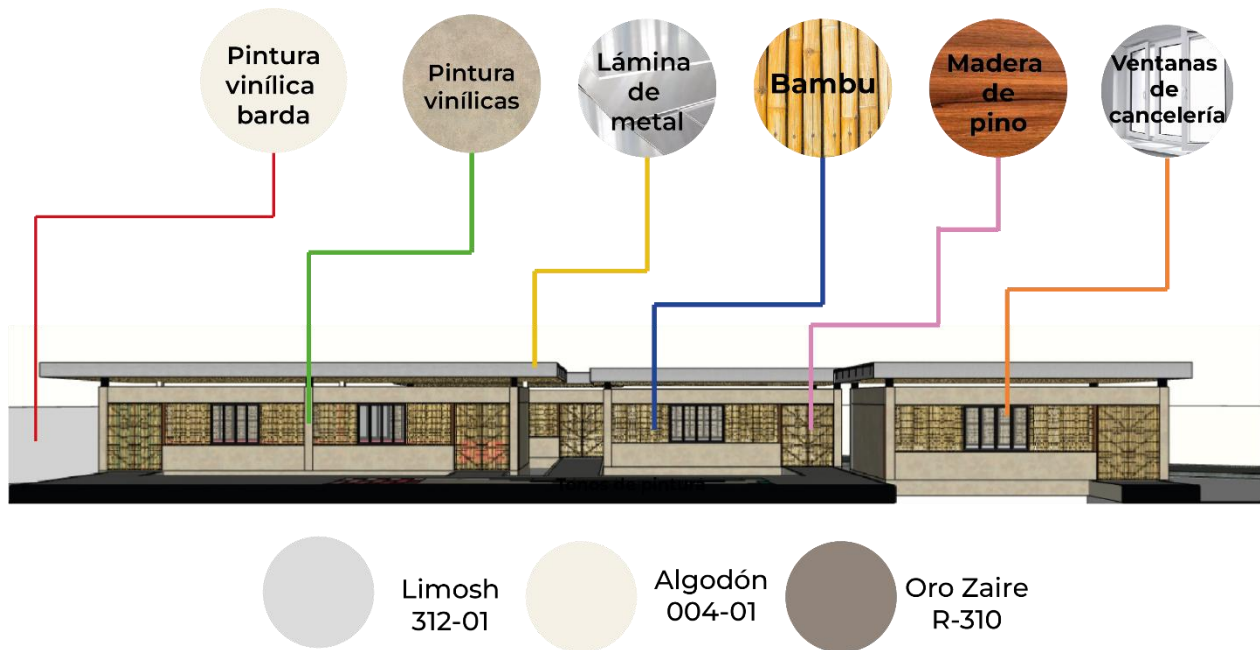 Pintura
vinílica
barda
Pintura
vinílicas
Lámina
de
metal
Bambu
Madera
de
pino
Ventanas
de
cancelería
Tonos de pintura
Limosh
312-01
Algodón
004-01
Oro Zaire
R-310